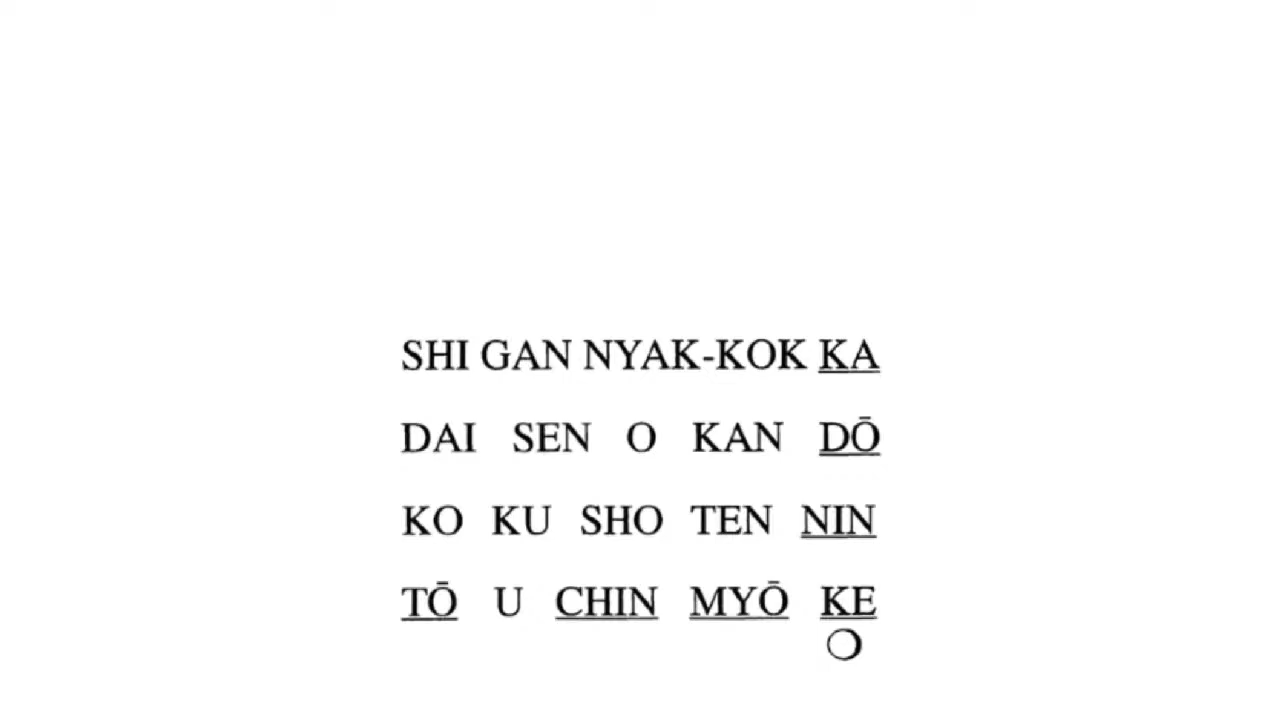 SHI GAN NYAK-KOK KA
DAI SEN O KAN DŌ
KO KU SHO TEN NIN
TŌ U CHIN MYŌ KE